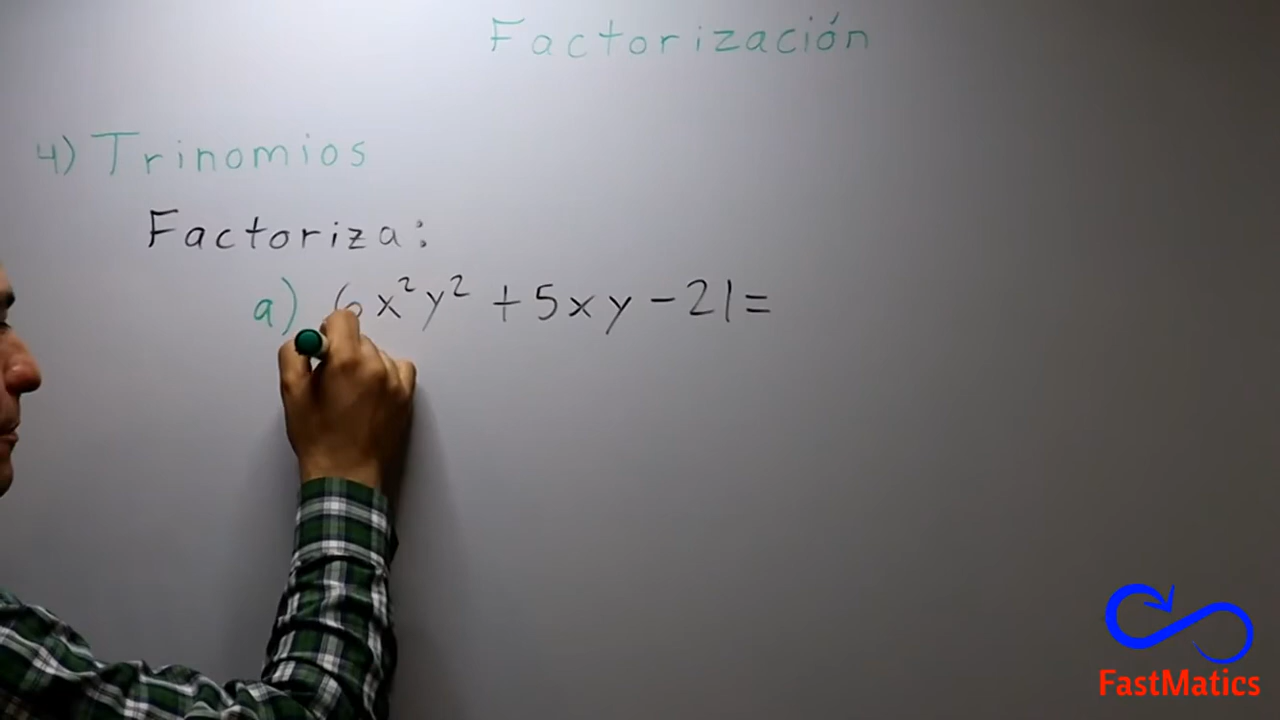 Factorización
4) Trinomios
Factoriza:
a) 6x²y² + 5xy - 21 =
FastMatics